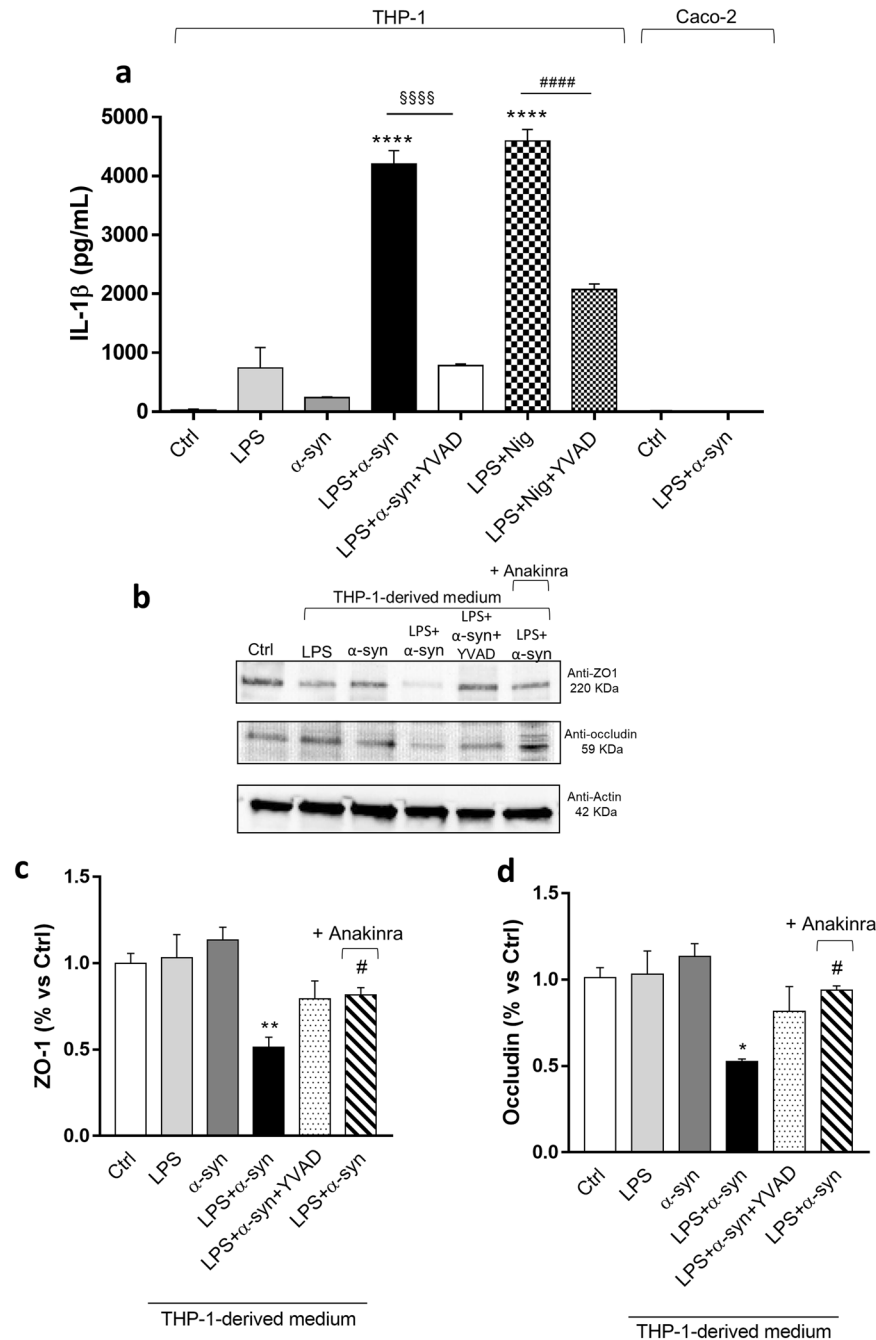 THP-1 Caco-2
a
§§§§ ####
**** ****
IL-1β (pg/mL)
5000
4000
3000
2000
1000
0
Ctrl LPS α-syn LPS+α-syn LPS+α-syn+YVAD LPS+Nig LPS+Nig+YVAD Ctrl LPS+α-syn
b
+ Anakinra
THP-1-derived medium
Ctrl LPS α-syn LPS+ α-syn LPS+ α-syn+ YVAD LPS+ α-syn
Anti-ZO1
220 KDa
Anti-occludin
59 KDa
Anti-Actin
42 KDa
c
ZO-1 (% vs Ctrl)
1.5
1.0
0.5
0.0
+ Anakinra
#
**
Ctrl LPS α-syn LPS+α-syn LPS+α-syn+YVAD LPS+α-syn
THP-1-derived medium
d
Occludin (% vs Ctrl)
1.5
1.0
0.5
0.0
+ Anakinra
#
*
Ctrl LPS α-syn LPS+α-syn LPS+α-syn+YVAD LPS+α-syn
THP-1-derived medium